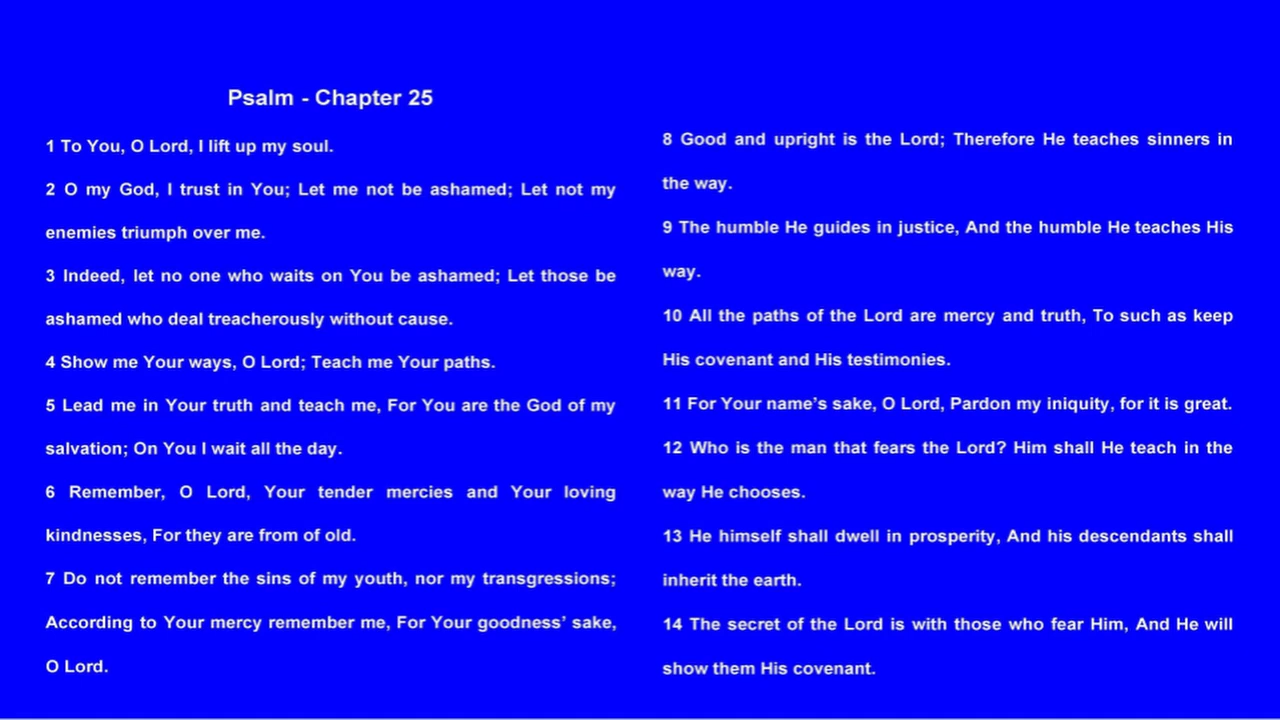 Psalm - Chapter 25
1 To You, O Lord, I lift up my soul.
2 O my God, I trust in You; Let me not be ashamed; Let not my
enemies triumph over me.
3 Indeed, let no one who waits on You be ashamed; Let those be
ashamed who deal treacherously without cause.
4 Show me Your ways, O Lord; Teach me Your paths.
5 Lead me in Your truth and teach me, For You are the God of my
salvation; On You I wait all the day.
6 Remember, O Lord, Your tender mercies and Your loving
kindnesses, For they are from of old.
7 Do not remember the sins of my youth, nor my transgressions;
According to Your mercy remember me, For Your goodness’ sake,
O Lord.
8 Good and upright is the Lord; Therefore He teaches sinners in
the way.
9 The humble He guides in justice, And the humble He teaches His
way.
10 All the paths of the Lord are mercy and truth, To such as keep
His covenant and His testimonies.
11 For Your name’s sake, O Lord, Pardon my iniquity, for it is great.
12 Who is the man that fears the Lord? Him shall He teach in the
way He chooses.
13 He himself shall dwell in prosperity, And his descendants shall
inherit the earth.
14 The secret of the Lord is with those who fear Him, And He will
show them His covenant.